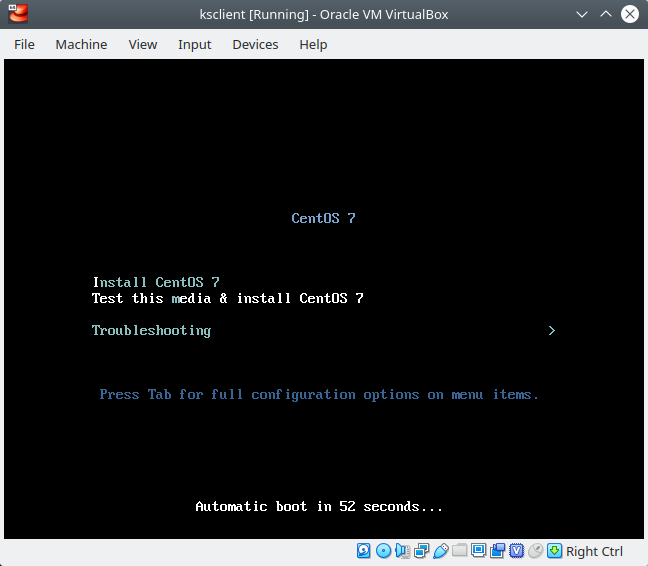 ksclient [Running] - Oracle VM VirtualBox
File Machine View Input Devices Help
CentOS 7
Install CentOS 7
Test this media & install CentOS 7
Troubleshooting >
Press Tab for full configuration options on menu items.
Automatic boot in 52 seconds...
Right Ctrl